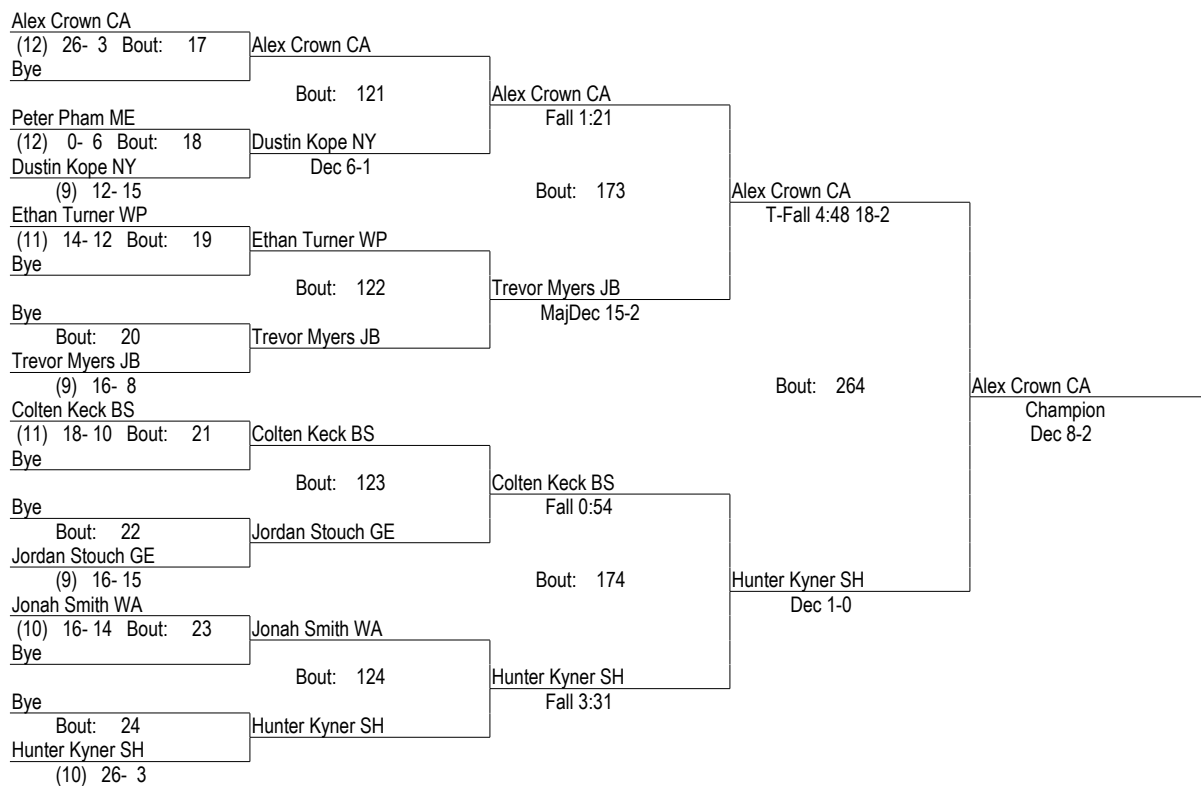 Alex Crown CA
(12) 26- 3 Bout: 17
Bye
Peter Pham ME
(12) 0- 6 Bout: 18
Dustin Kope NY
(9) 12- 15
Ethan Turner WP
(11) 14- 12 Bout: 19
Bye
Bye
Bout: 20
Trevor Myers JB
(9) 16- 8
Colten Keck BS
(11) 18- 10 Bout: 21
Bye
Bye
Bout: 22
Jordan Stouch GE
(9) 16- 15
Jonah Smith WA
(10) 16- 14 Bout: 23
Bye
Bye
Bout: 24
Hunter Kyner SH
(10) 26- 3
Alex Crown CA
Bout: 121
Dustin Kope NY
Dec 6-1
Ethan Turner WP
Bout: 122
Trevor Myers JB
Colten Keck BS
Bout: 123
Jordan Stouch GE
Jonah Smith WA
Bout: 124
Hunter Kyner SH
Alex Crown CA
Fall 1:21
Bout: 173
Trevor Myers JB
MajDec 15-2
Colten Keck BS
Fall 0:54
Bout: 174
Hunter Kyner SH
Fall 3:31
Alex Crown CA
T-Fall 4:48 18-2
Bout: 264
Hunter Kyner SH
Dec 1-0
Alex Crown CA
Champion
Dec 8-2